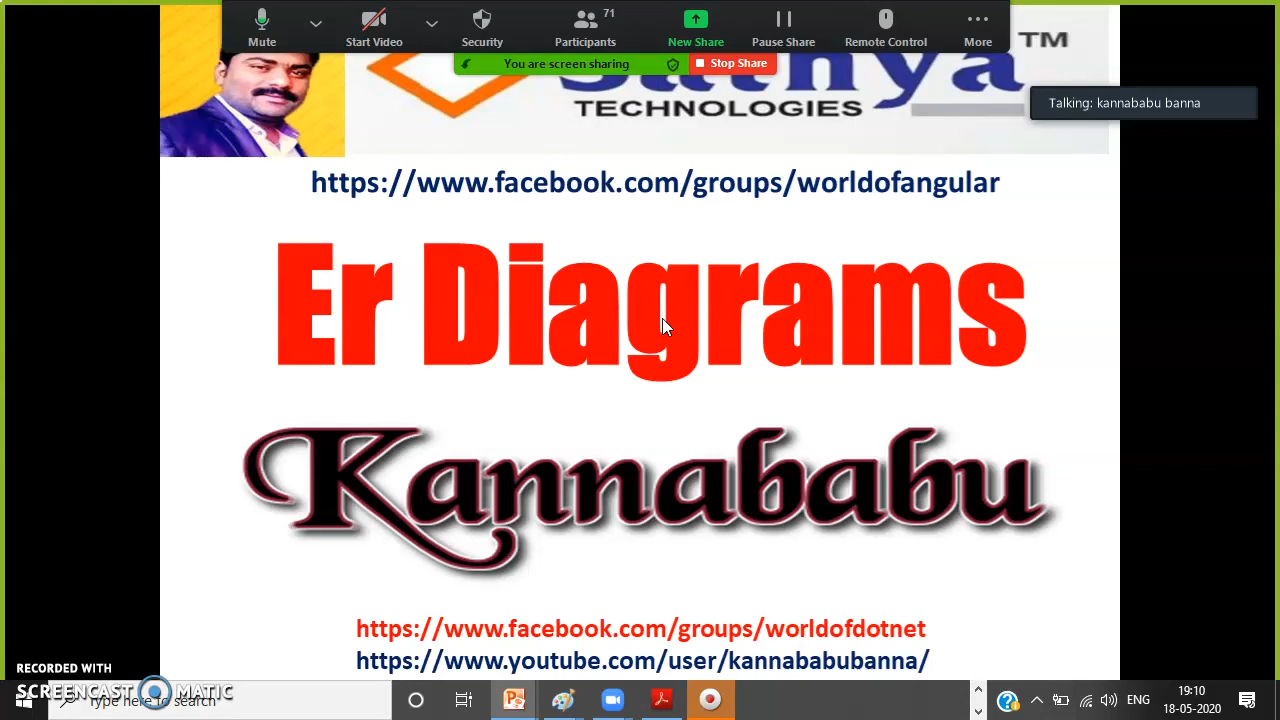 71
Mute
Start Video
Security
Participants
New Share
Pause Share
Remote Control
More
You are screen sharing
Stop Share
Sathya
TM
TECHNOLOGIES
Talking: kannababu banna
https://www.facebook.com/groups/worldofangular
Er Diagrams
Kannababu
https://www.facebook.com/groups/worldofdotnet
https://www.youtube.com/user/kannababubanna/
RECORDED WITH
SCREENCAST MATIC
Type here to search
ENG
19:10
18-05-2020